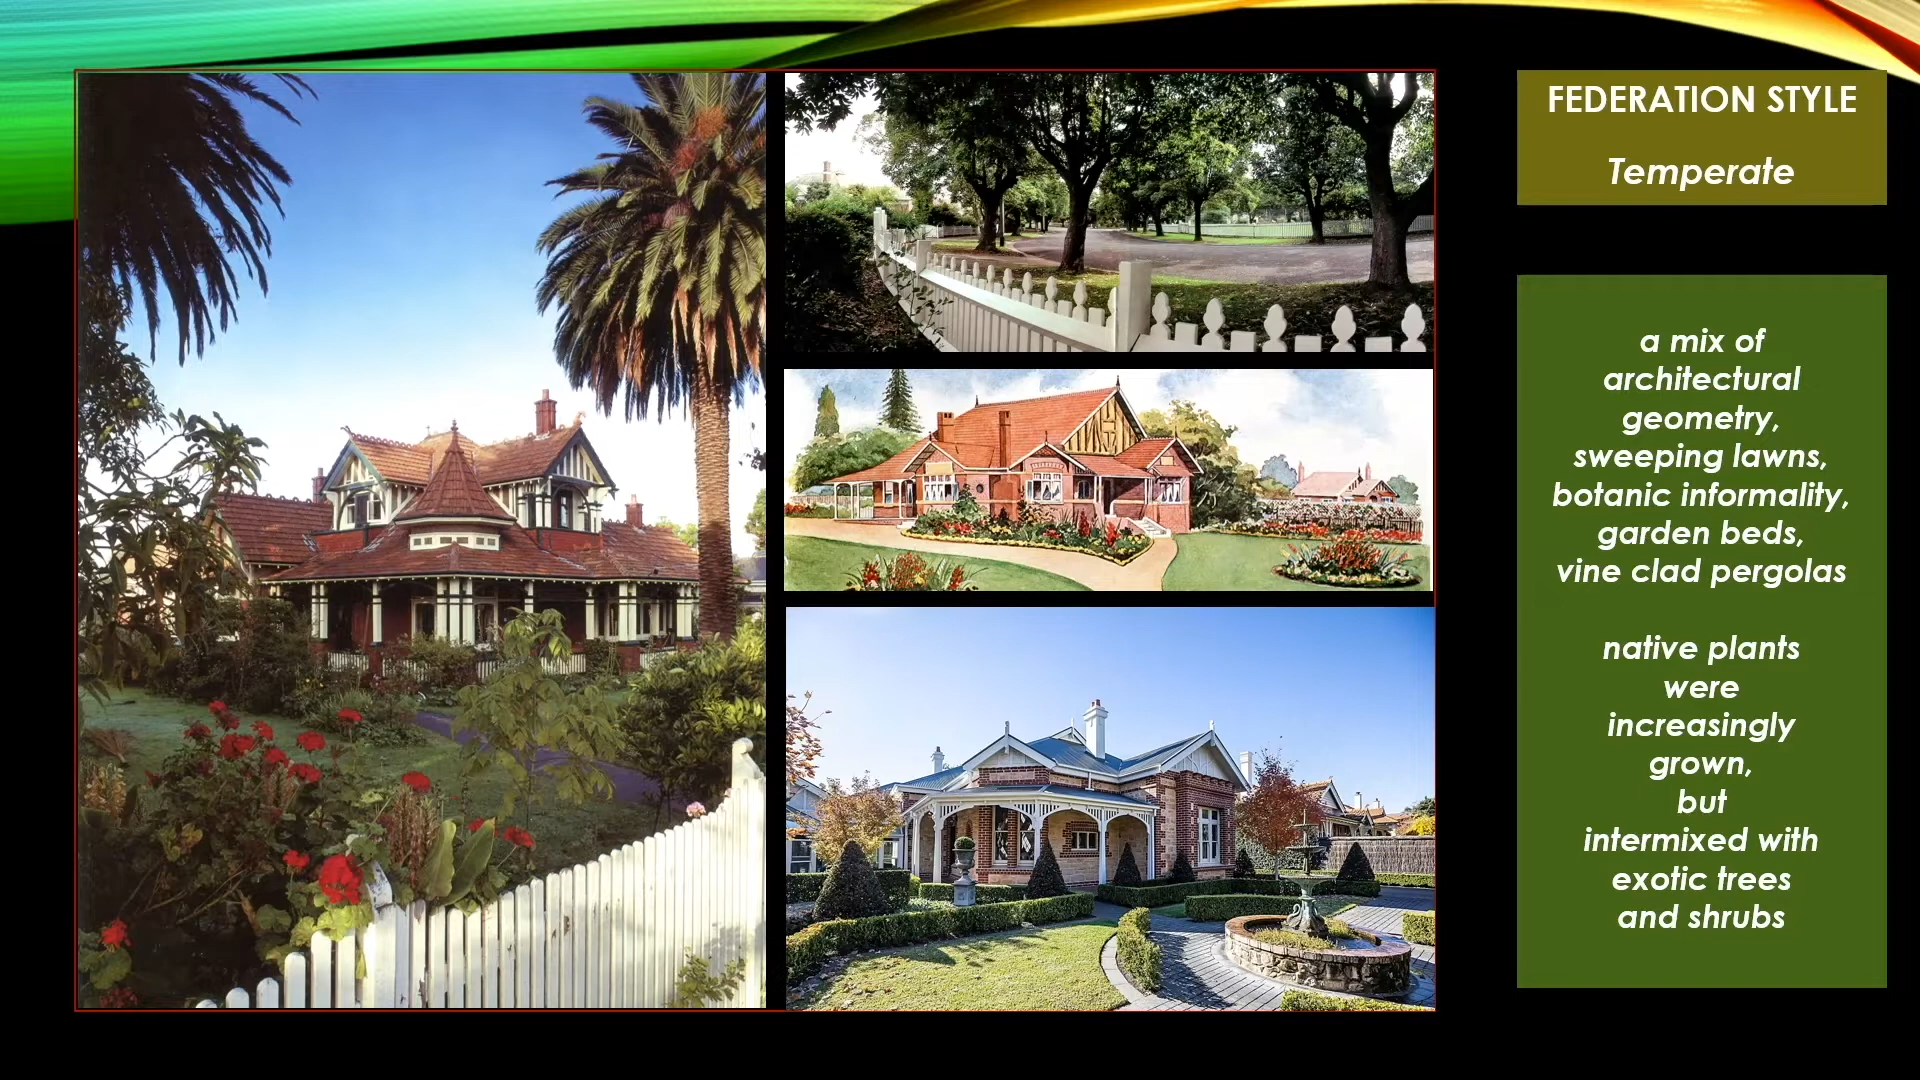 FEDERATION STYLE
Temperate
a mix of
architectural
geometry,
sweeping lawns,
botanic informality,
garden beds,
vine clad pergolas
native plants
were
increasingly
grown,
but
intermixed with
exotic trees
and shrubs